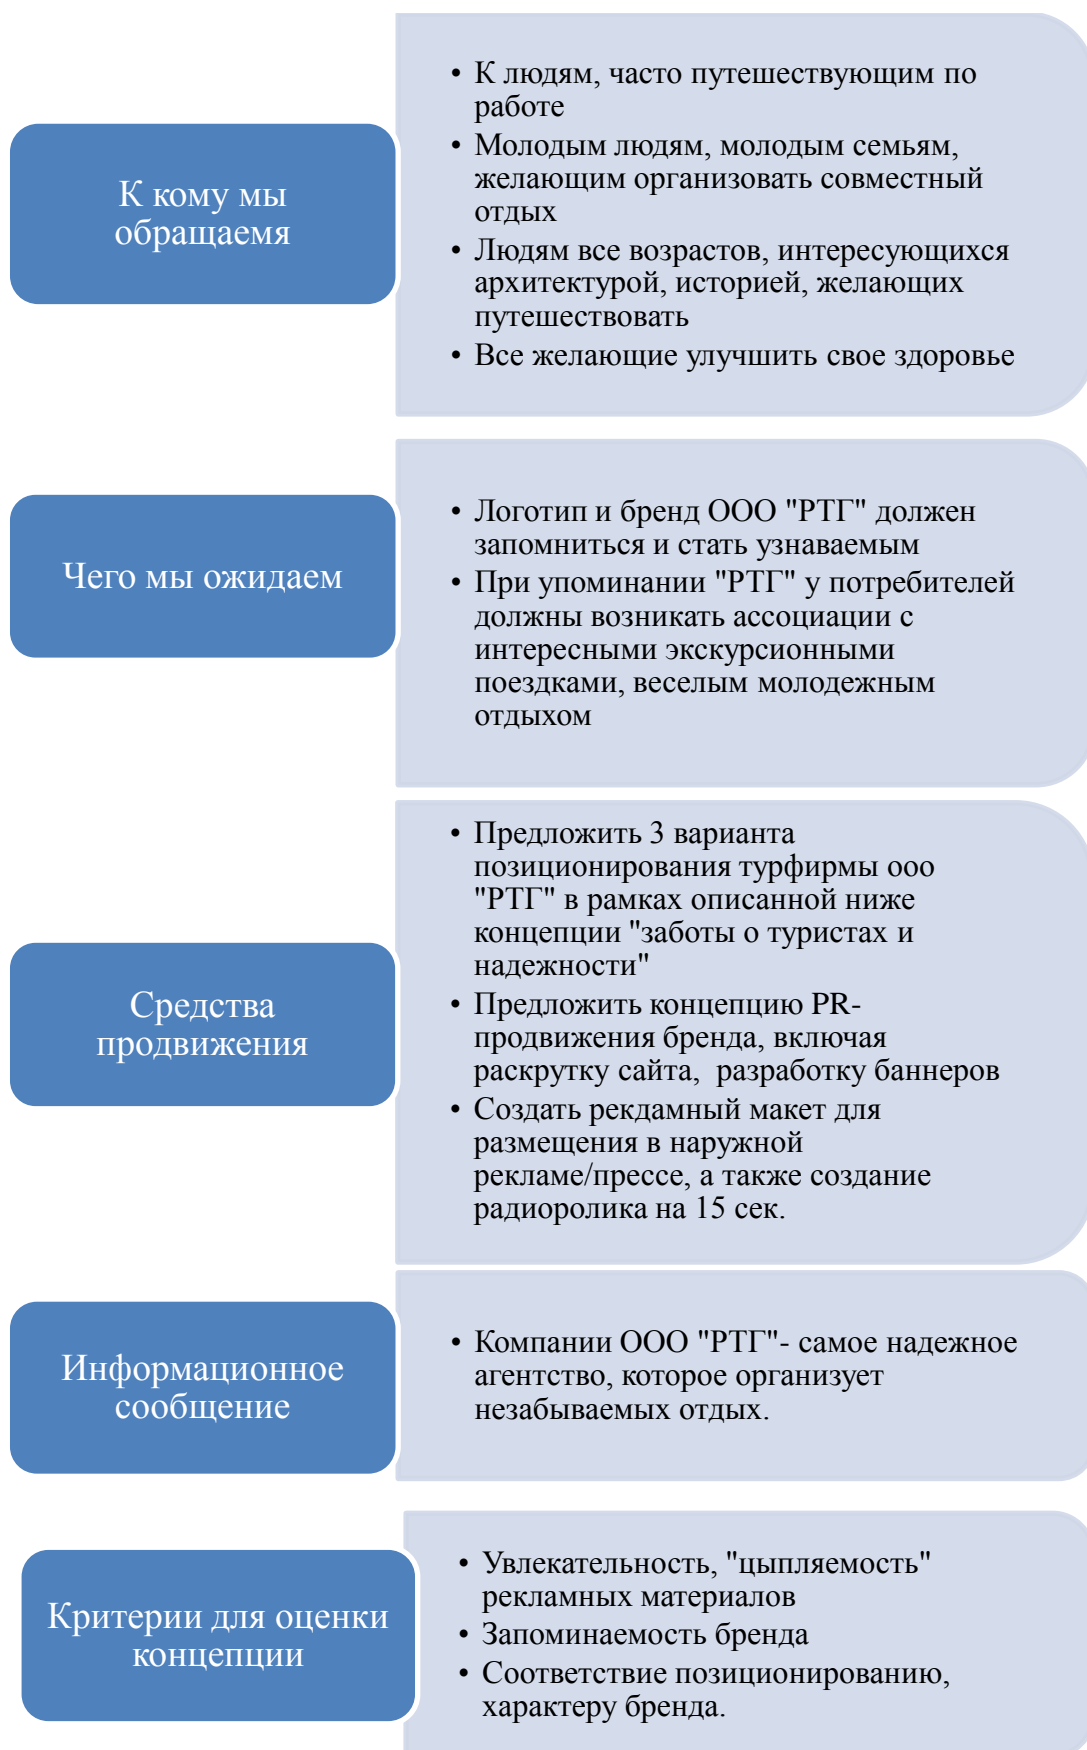 К кому мы
обращаемя
• К людям, часто путешествующим по
работе
• Молодым людям, молодым семьям,
желающим организовать совместный
отдых
• Людям все возрастов, интересующихся
архитектурой, историей, желающих
путешествовать
• Все желающие улучшить свое здоровье
Чего мы ожидаем
• Логотип и бренд ООО "РТГ" должен
запомниться и стать узнаваемым
• При упоминании "РТГ" у потребителей
должны возникать ассоциации с
интересными экскурсионными
поездками, веселым молодежным
отдыхом
Средства
продвижения
• Предложить 3 варианта
позиционирования турфирмы ооо
"РТГ" в рамках описанной ниже
концепции "заботы о туристах и
надежности"
• Предложить концепцию PR-
продвижения бренда, включая
раскрутку сайта,  разработку баннеров
• Создать рекдамный макет для
размещения в наружной
рекламе/прессе, а также создание
радиоролика на 15 сек.
Информационное
сообщение
• Компании ООО "РТГ"- самое надежное
агентство, которое организует
незабываемых отдых.
Критерии для оценки
концепции
• Увлекательность, "цыпляемость"
рекламных материалов
• Запоминаемость бренда
• Соответствие позиционированию,
характеру бренда.